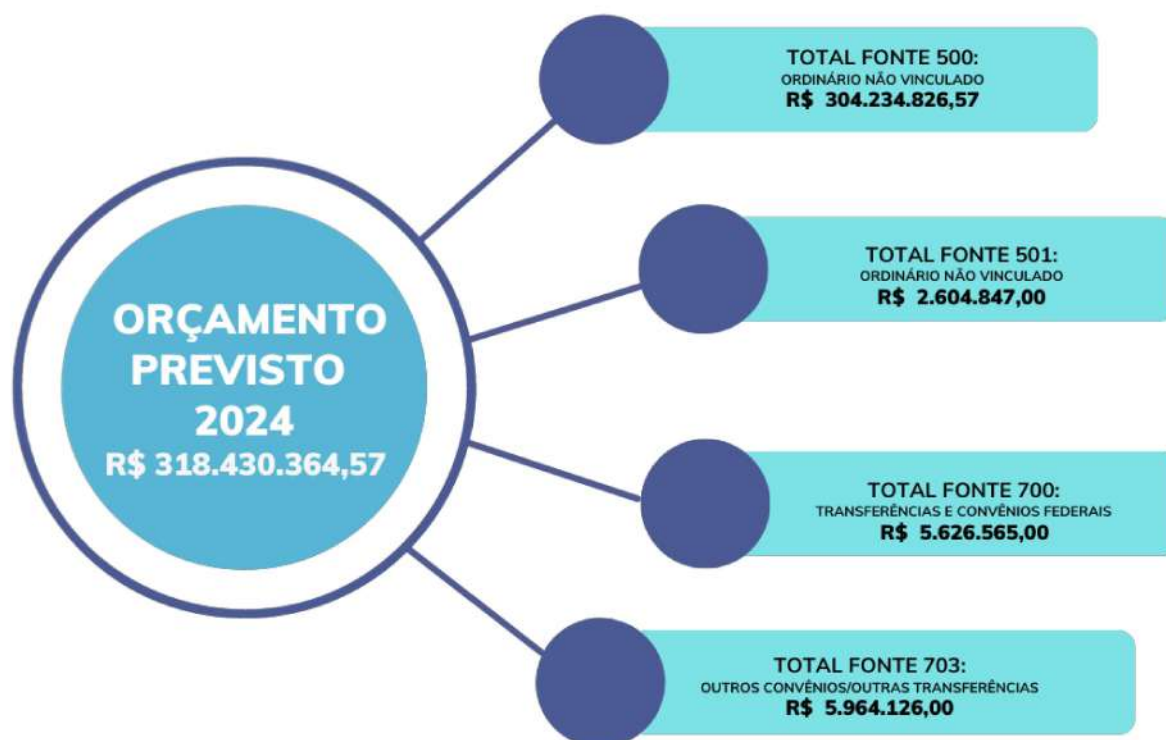 ORÇAMENTO
PREVISTO
2024
R$ 318.430.364,57
TOTAL FONTE 500:
ORDINÁRIO NÃO VINCULADO
R$ 304.234.826,57
TOTAL FONTE 501:
ORDINÁRIO NÃO VINCULADO
R$ 2.604.847,00
TOTAL FONTE 700:
TRANSFERÊNCIAS E CONVÊNIOS FEDERAIS
R$ 5.626.565,00
TOTAL FONTE 703:
OUTROS CONVÊNIOS/OUTRAS TRANSFERÊNCIAS
R$ 5.964.126,00